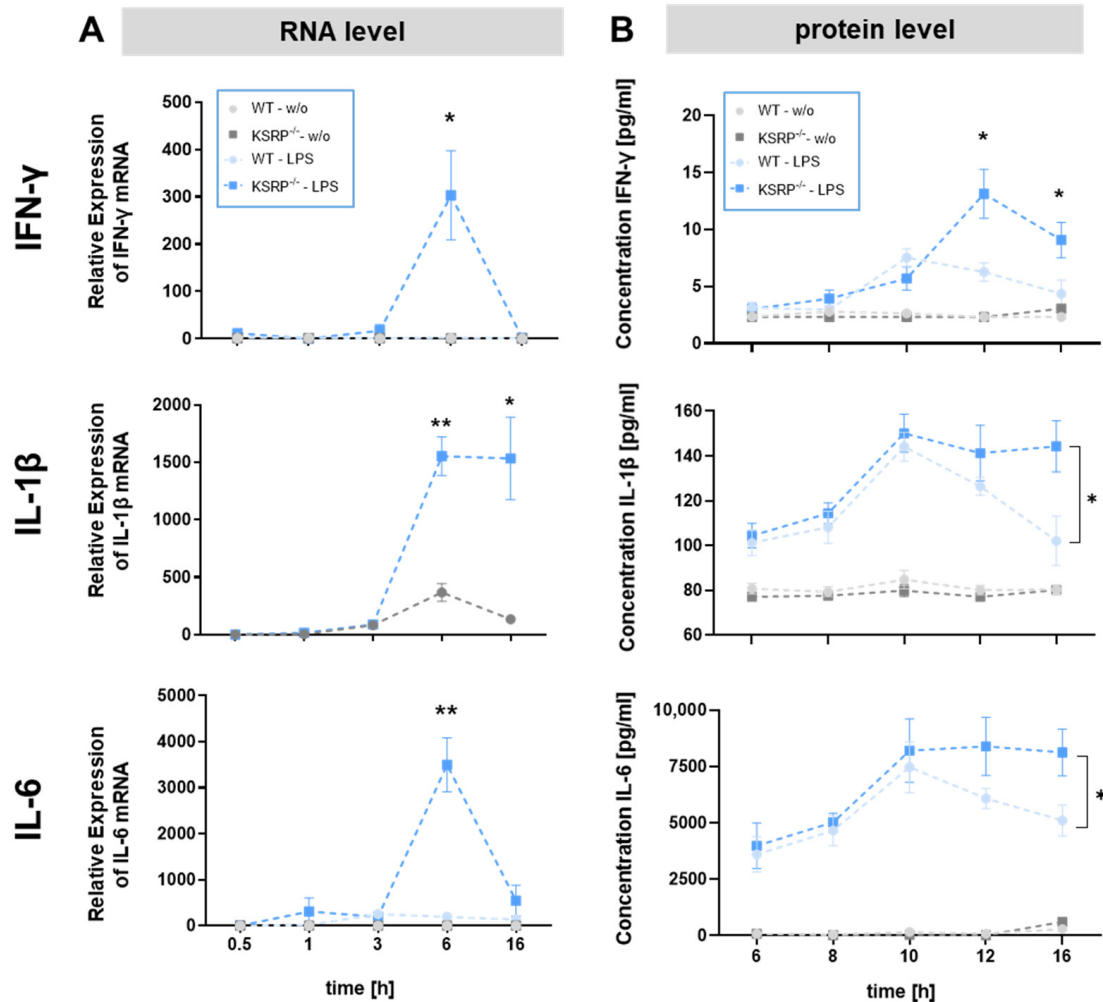 A
RNA level
B
protein level
IFN-γ
Relative Expression
of IFN-γ mRNA
500
400
300
200
100
0
WT - w/o
KSRP-/-- w/o
WT - LPS
KSRP-/- - LPS
*
Concentration IFN-γ [pg/ml]
20
15
10
5
0
WT - w/o
KSRP-/-- w/o
WT - LPS
KSRP-/- - LPS
*
*
IL-1β
Relative Expression
of IL-1β mRNA
2000
1500
1000
500
0
**
*
Concentration IL-1β [pg/ml]
160
140
120
100
80
60
*
IL-6
Relative Expression
of IL-6 mRNA
5000
4000
3000
2000
1000
0
**
0.5 1 3 6 16
time [h]
Concentration IL-6 [pg/ml]
10,000
7500
5000
2500
0
*
6 8 10 12 16
time [h]